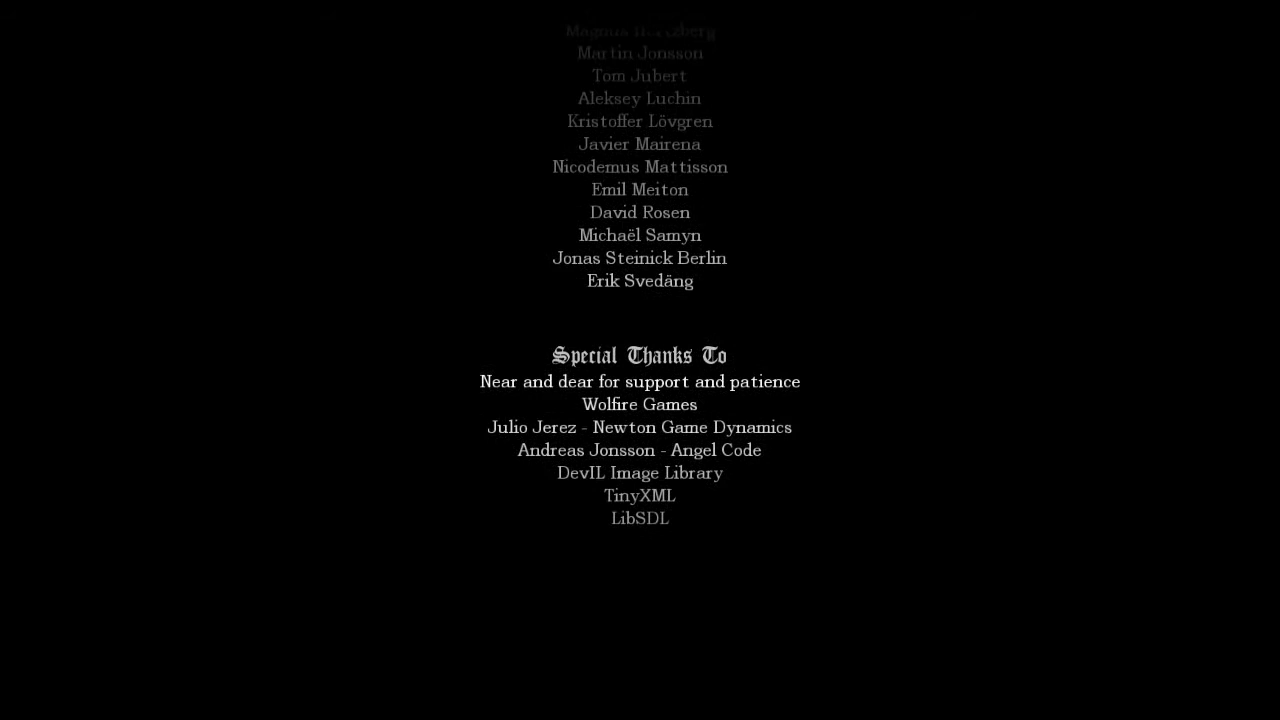 Magnus
Martin Jonsson
Tom Jubert
Aleksey Luchin
Kristoffer Lövgren
Javier Mairena
Nicodemus Mattisson
Emil Meiton
David Rosen
Michaël Samyn
Jonas Steinick Berlin
Erik Svedäng
Special Thanks To
Near and dear for support and patience
Wolfire Games
Julio Jerez - Newton Game Dynamics
Andreas Jonsson - Angel Code
DevIL Image Library
TinyXML
LibSDL